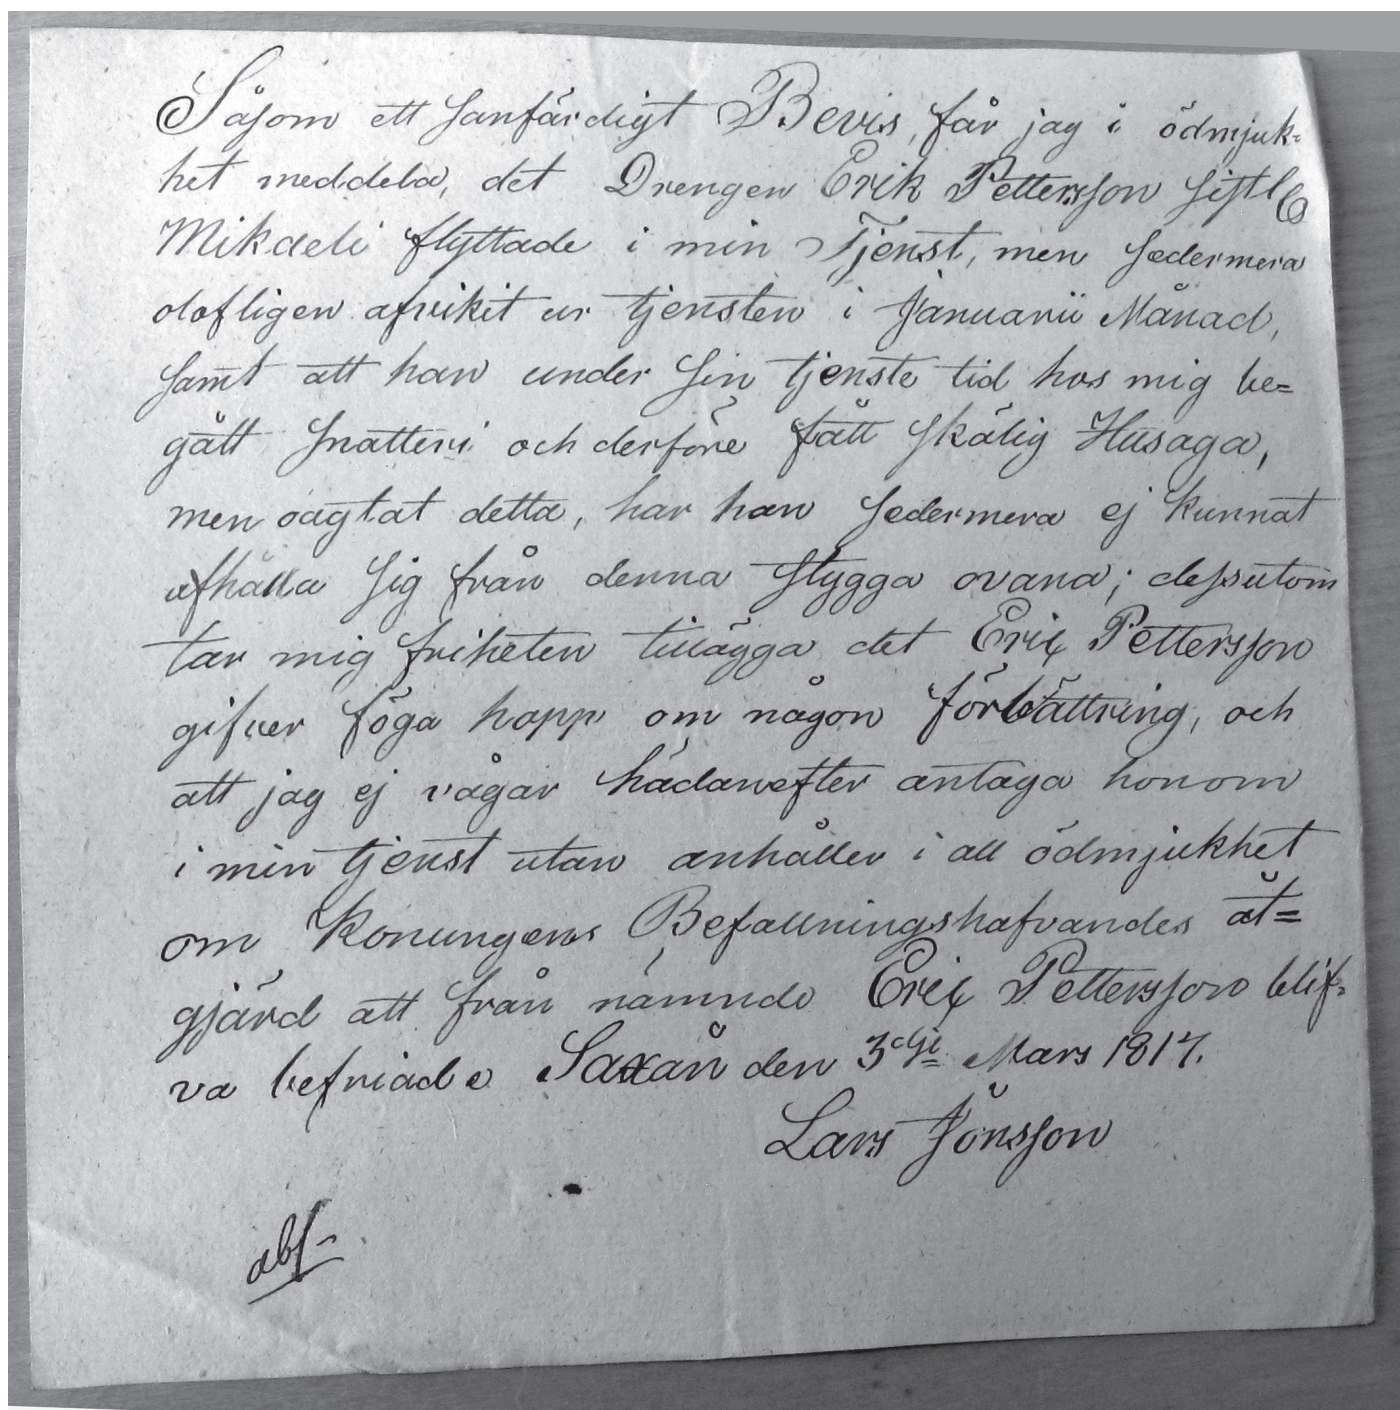 Såsom ett sanfärdigt Bevis, får jag i ödmjuk-
het meddela, det Drengen Erik Pettersson sistl
Mikaeli flyttade i min Tjenst, men sedermera
olofligen afvikit ur tjensten i Januarii Månad,
samt att han under sin tjenste tid hos mig be=
gått snatteri och derföre fått skälig Husaga,
men oagtat detta, har han sedermera ej kunnat
afhålla sig från denna stygga ovana; dessutom
tar mig friheten tillägga det Eric Pettersson
gifver föga hopp om någon förbättring, och
att jag ej vågar hädanefter antaga honom
i min tjenst utan anhåller i all ödmjukhet
om Konungens Befallningshafvandes åt=
gjärd att från nämnde Eric Pettersson blif-
va befriade Saxån den 3dje Mars 1817.
Lars Jönsson